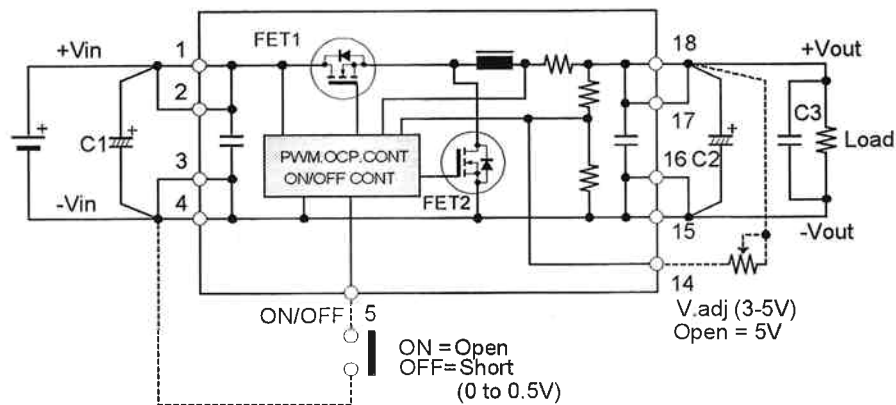 +Vin
1
FET1
18
+Vout
2
17
C1
+
+
PWM.OCP.CONT
ON/OFF CONT
3
16
C2
+
C3
Load
-Vin
4
FET2
15
-Vout
14
V.adj (3-5V)
Open = 5V
ON/OFF
5
ON =Open
OFF=Short
(0 to 0.5V)